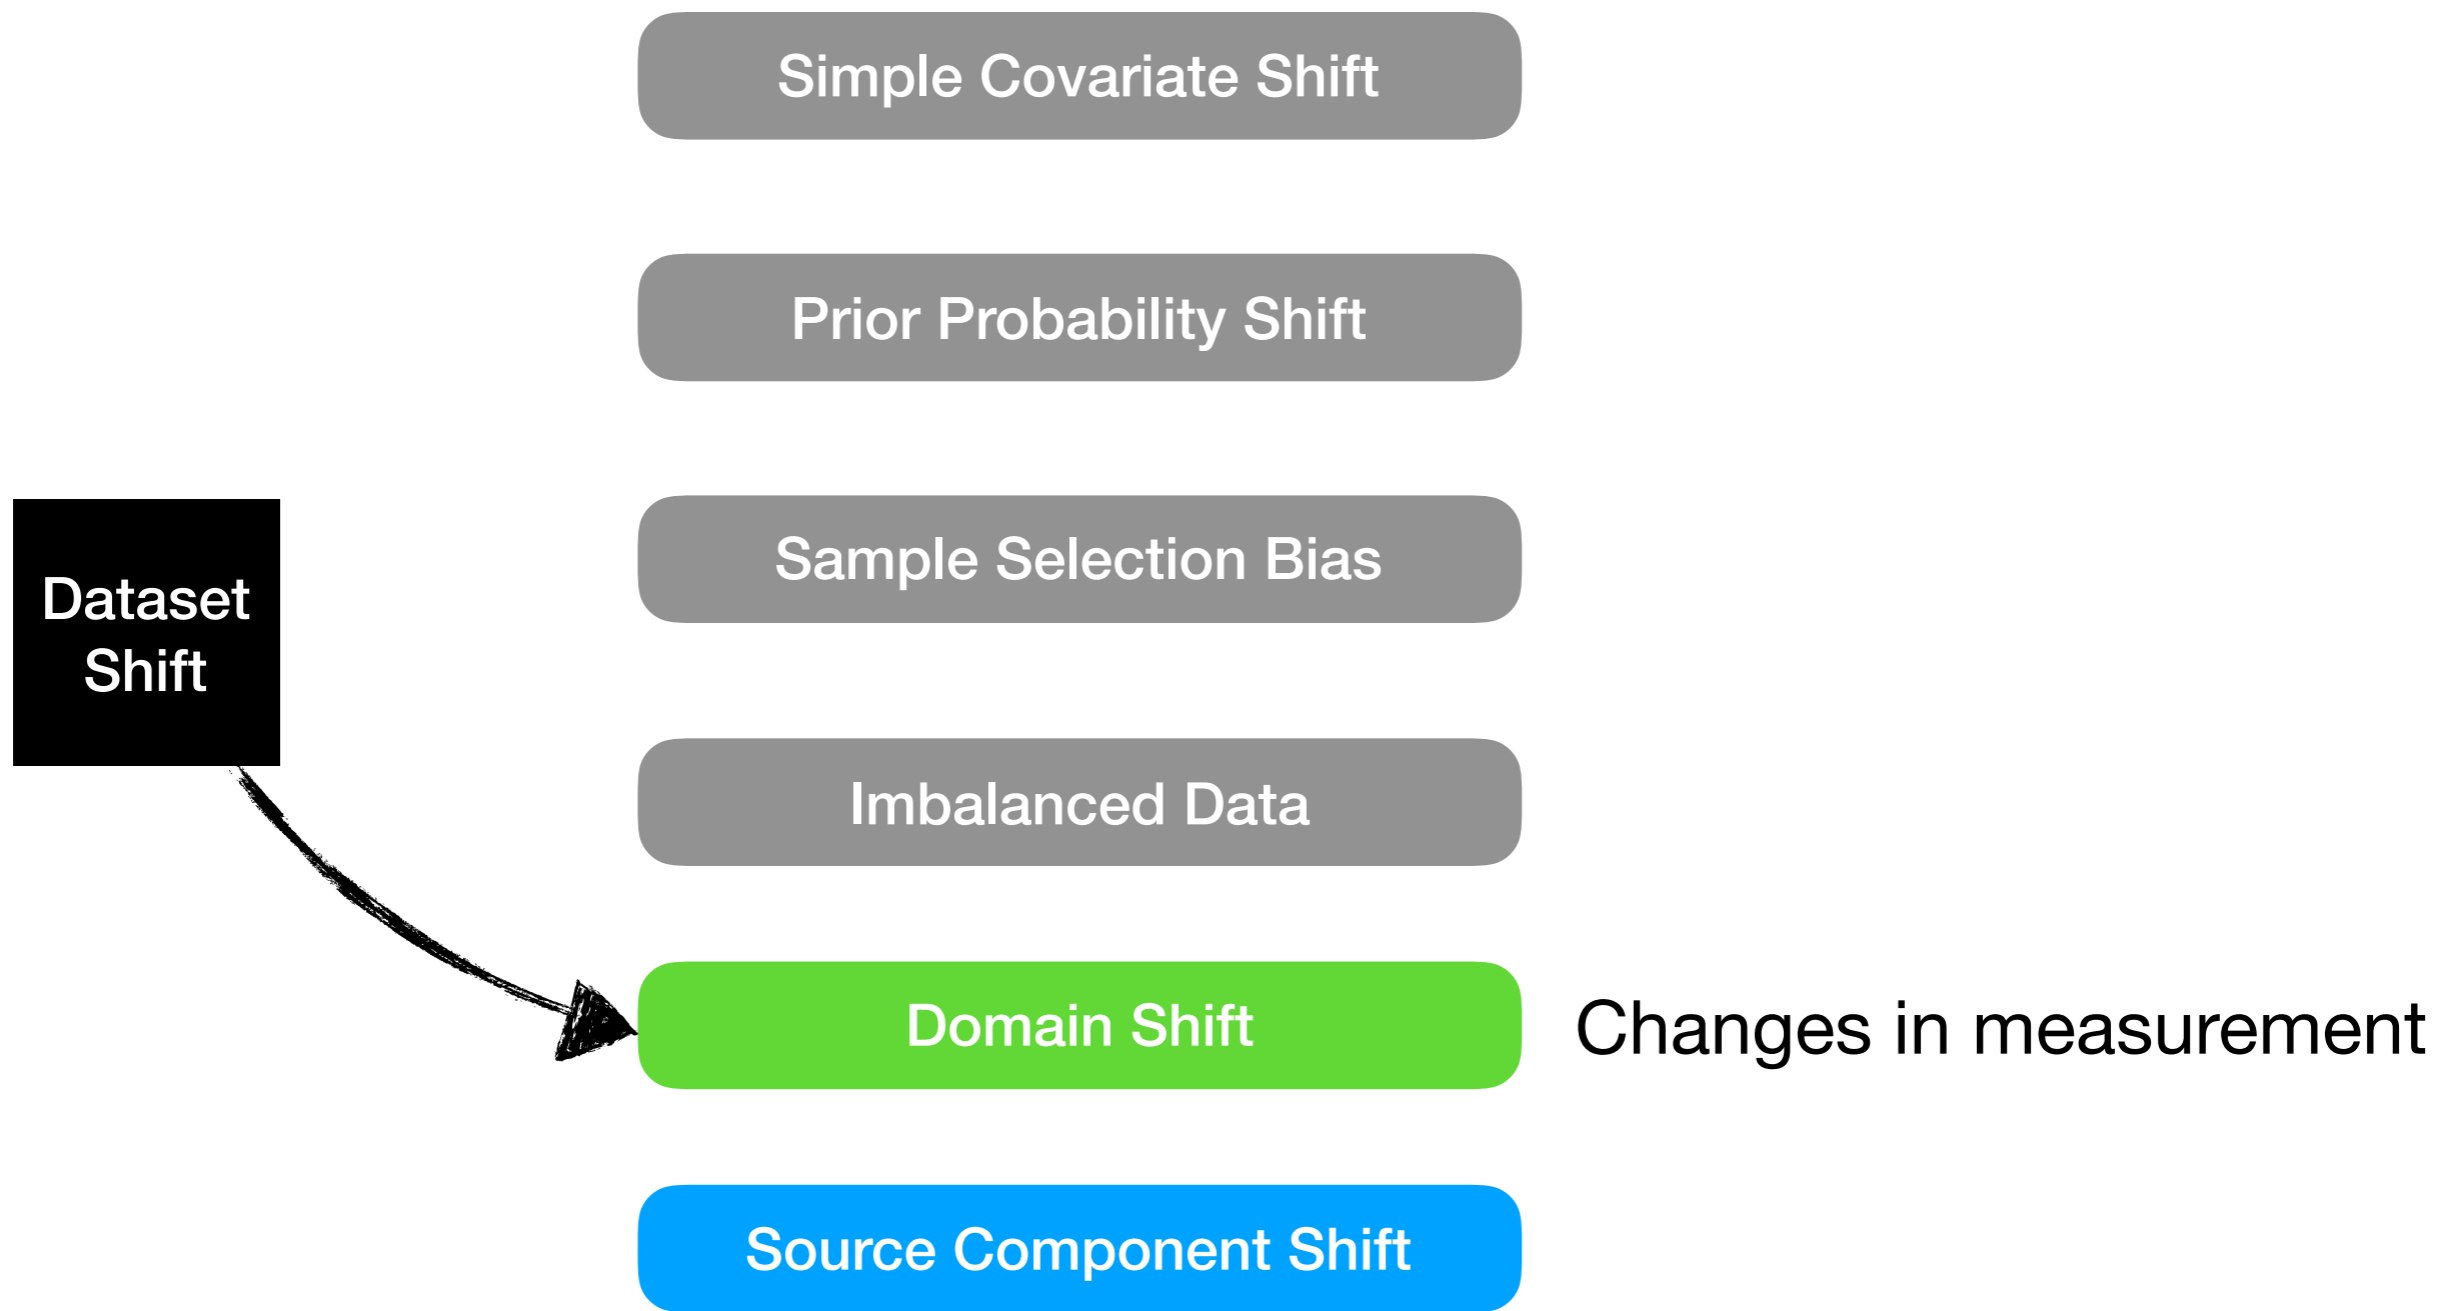 Simple Covariate Shift
Prior Probability Shift
Sample Selection Bias
Dataset
Shift
Imbalanced Data
Domain Shift
Changes in measurement
Source Component Shift